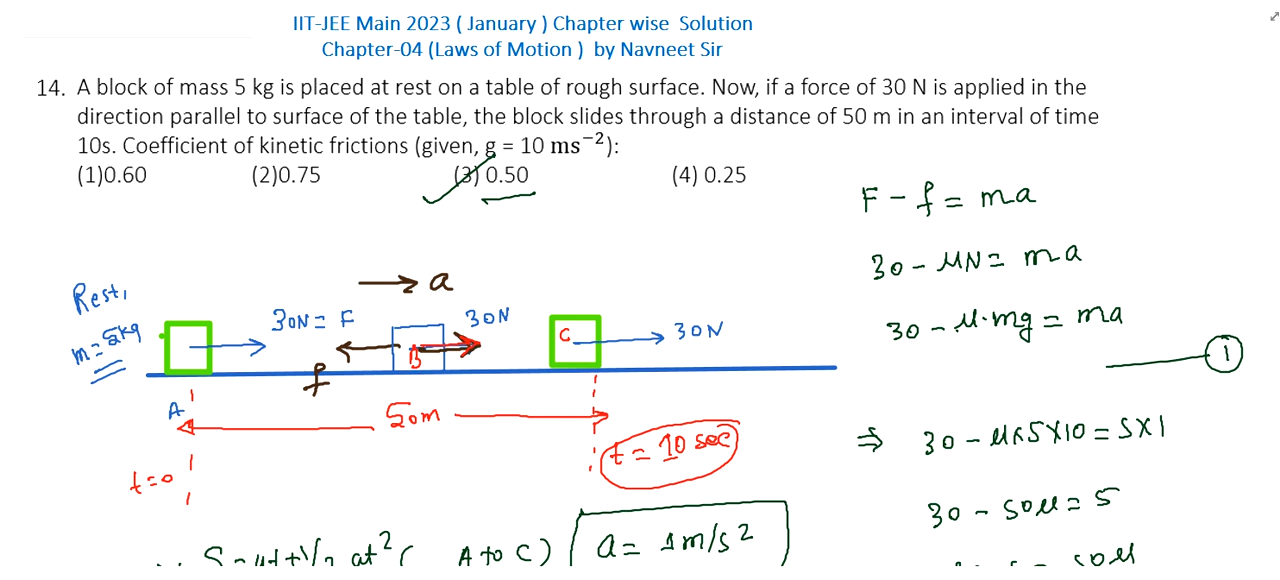 IIT-JEE Main 2023 ( January ) Chapter wise Solution
Chapter-04 (Laws of Motion ) by Navneet Sir
14. A block of mass 5 kg is placed at rest on a table of rough surface. Now, if a force of 30 N is applied in the
direction parallel to surface of the table, the block slides through a distance of 50 m in an interval of time
10s. Coefficient of kinetic frictions (given, g = 10 ms⁻²):
(1)0.60 (2)0.75 (3) 0.50 (4) 0.25
F - f = ma
30 - μN = ma
30 - μ·mg = ma
1
→ a
Rest,
m = 5kg
30N = F
30N
B
C
30N
f
A
50m
t = 10 sec
t=0
⇒ 30 - μ×5×10 = 5×1
30 - 50μ = 5
S = ut + 1/2 at² ( A to C)
a = 1 m/s²
50μ